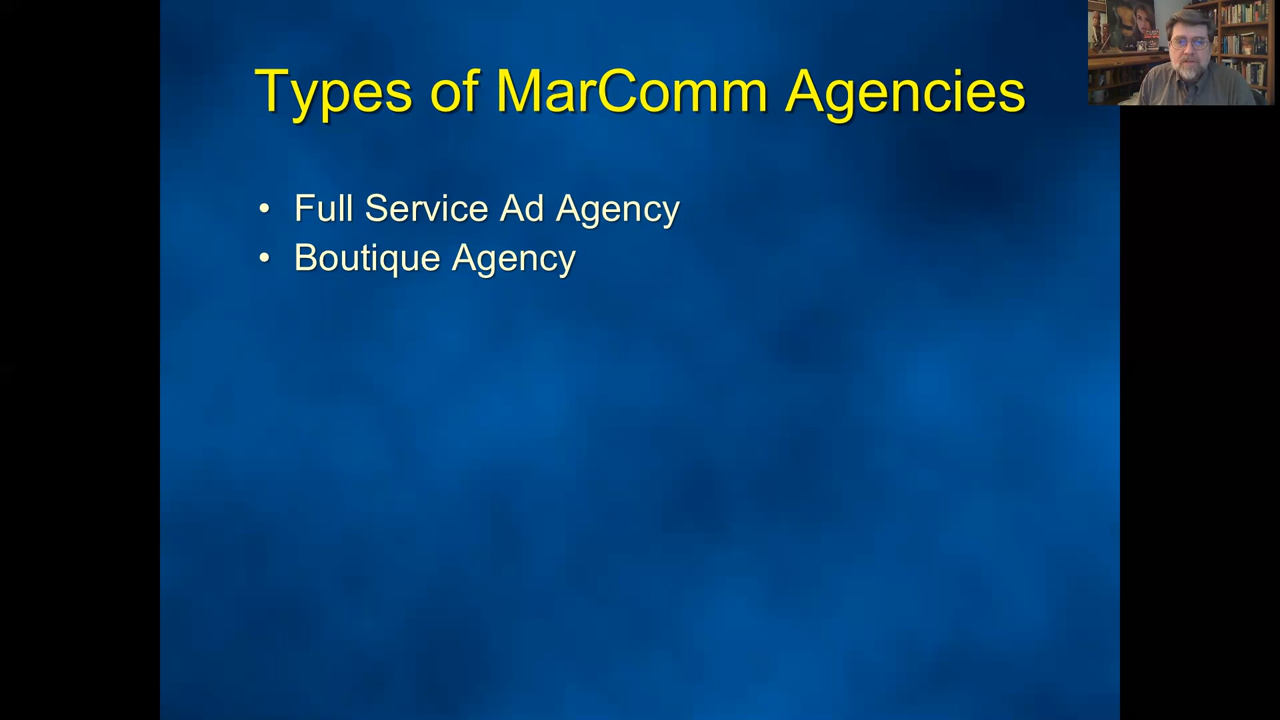 Types of MarComm Agencies
• Full Service Ad Agency
• Boutique Agency